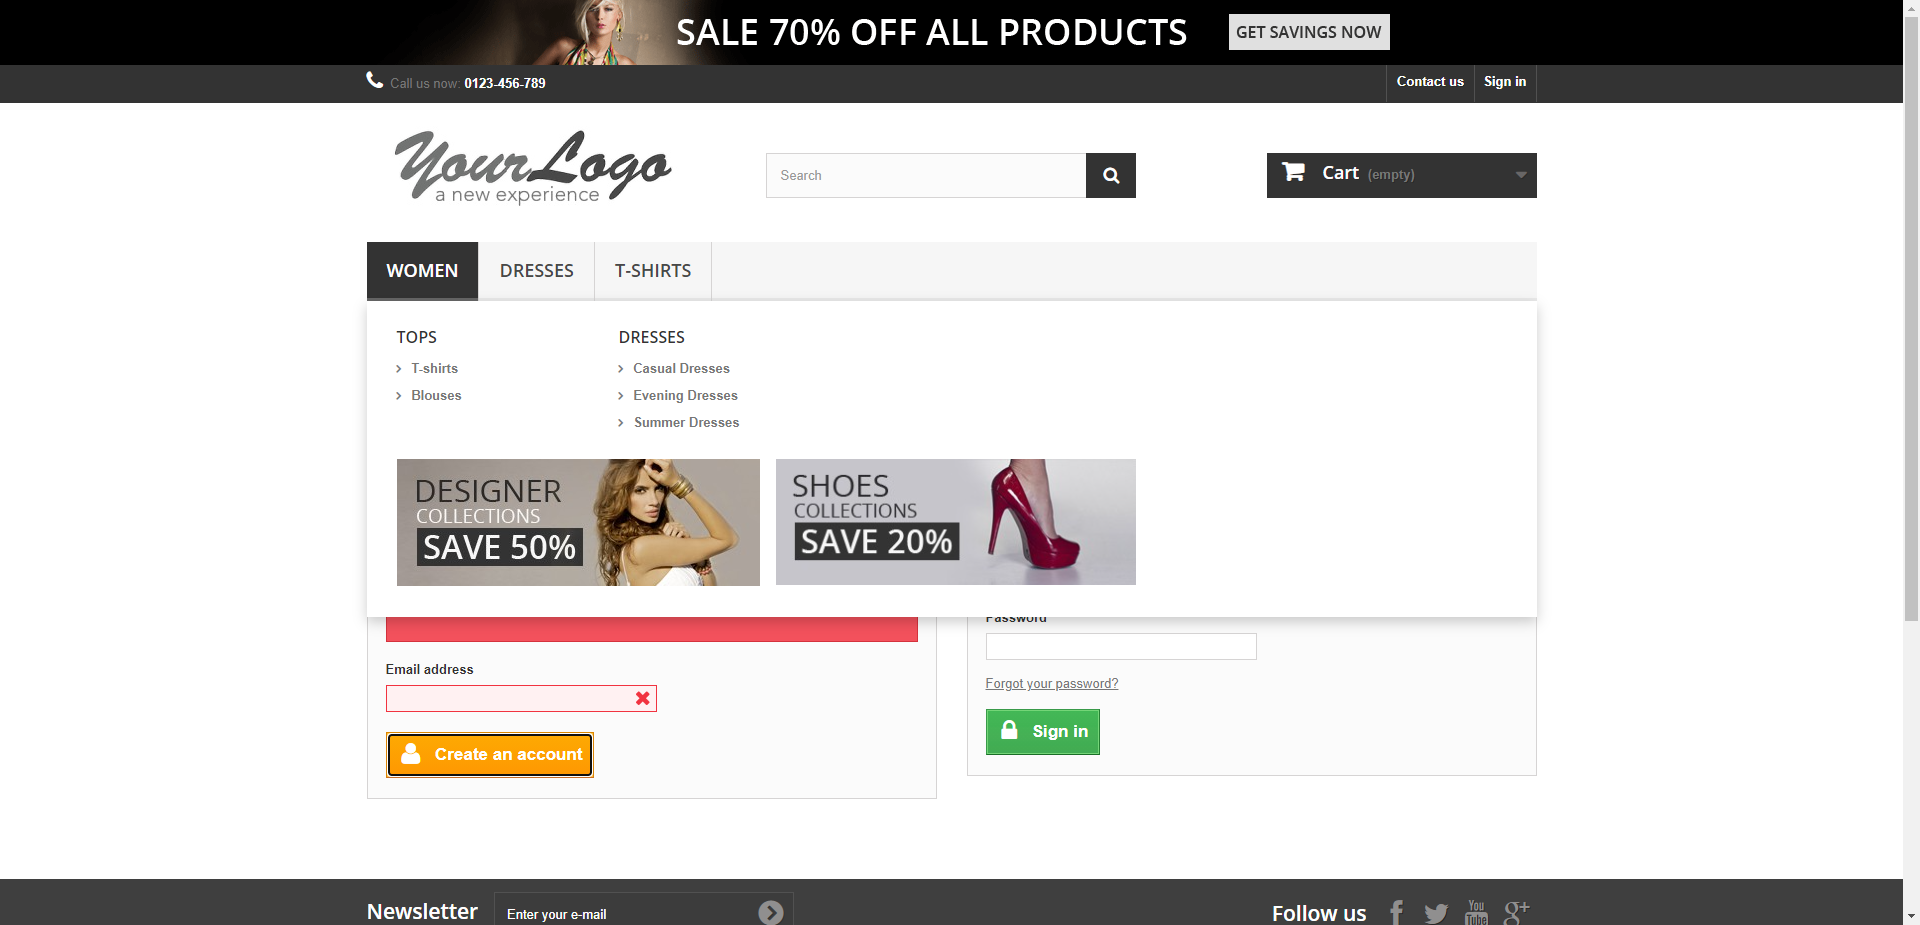 SALE 70% OFF ALL PRODUCTS
GET SAVINGS NOW
Call us now: 0123-456-789
Contact us
Sign in
Your Logo
a new experience
Search
Cart (empty)
WOMEN
DRESSES
T-SHIRTS
TOPS
T-shirts
Blouses
DRESSES
Casual Dresses
Evening Dresses
Summer Dresses
DESIGNER
COLLECTIONS
SAVE 50%
SHOES
COLLECTIONS
SAVE 20%
Email address
Create an account
Password
Forgot your password?
Sign in
Newsletter
Enter your e-mail
Follow us
You
Tube
g+